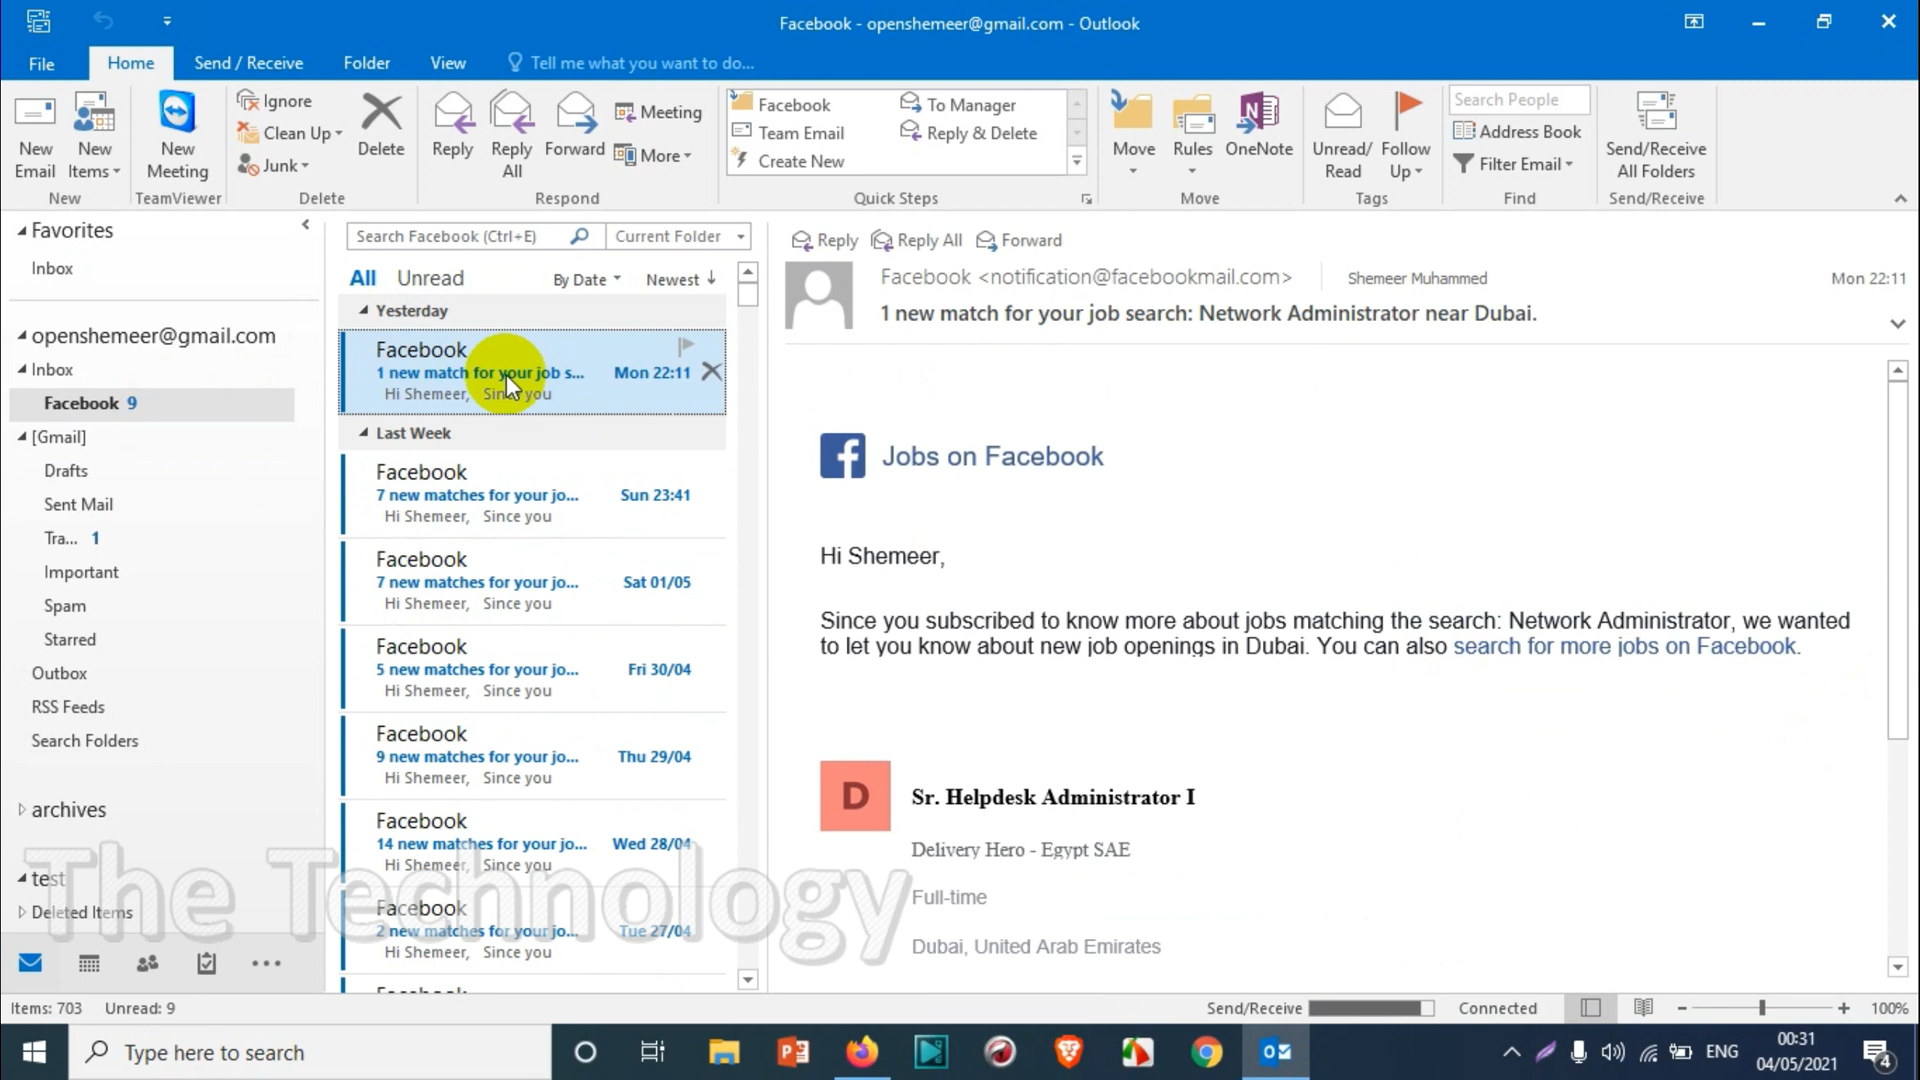 Facebook - openshemeer@gmail.com - Outlook
File
Home
Send / Receive
Folder
View
Tell me what you want to do...
New Email
New Items
New
New Meeting
TeamViewer
Ignore
Clean Up
Junk
Delete
Delete
Reply
Reply All
Forward
Meeting
More
Respond
Facebook
To Manager
Team Email
Reply & Delete
Create New
Quick Steps
Move
Rules
OneNote
Move
Unread/ Read
Follow Up
Tags
Search People
Address Book
Filter Email
Find
Send/Receive All Folders
Send/Receive
Favorites
Inbox
openshemeer@gmail.com
Inbox
Facebook 9
[Gmail]
Drafts
Sent Mail
Tra... 1
Important
Spam
Starred
Outbox
RSS Feeds
Search Folders
archives
test
Deleted Items
Search Facebook (Ctrl+E)
Current Folder
All
Unread
By Date
Newest
Yesterday
Facebook
1 new match for your job s... Mon 22:11
Hi Shemeer, Since you
Last Week
Facebook
7 new matches for your jo... Sun 23:41
Hi Shemeer, Since you
Facebook
7 new matches for your jo... Sat 01/05
Hi Shemeer, Since you
Facebook
5 new matches for your jo... Fri 30/04
Hi Shemeer, Since you
Facebook
9 new matches for your jo... Thu 29/04
Hi Shemeer, Since you
Facebook
14 new matches for your jo... Wed 28/04
Hi Shemeer, Since you
Facebook
2 new matches for your jo... Tue 27/04
Hi Shemeer, Since you
Facebook
Reply
Reply All
Forward
Facebook <notification@facebookmail.com>
Shemeer Muhammed
Mon 22:11
1 new match for your job search: Network Administrator near Dubai.
Jobs on Facebook
Hi Shemeer,
Since you subscribed to know more about jobs matching the search: Network Administrator, we wanted
to let you know about new job openings in Dubai. You can also search for more jobs on Facebook.
D
Sr. Helpdesk Administrator I
Delivery Hero - Egypt SAE
Full-time
Dubai, United Arab Emirates
The Technology
Items: 703
Unread: 9
Send/Receive
Connected
100%
Type here to search
ENG
00:31
04/05/2021
4